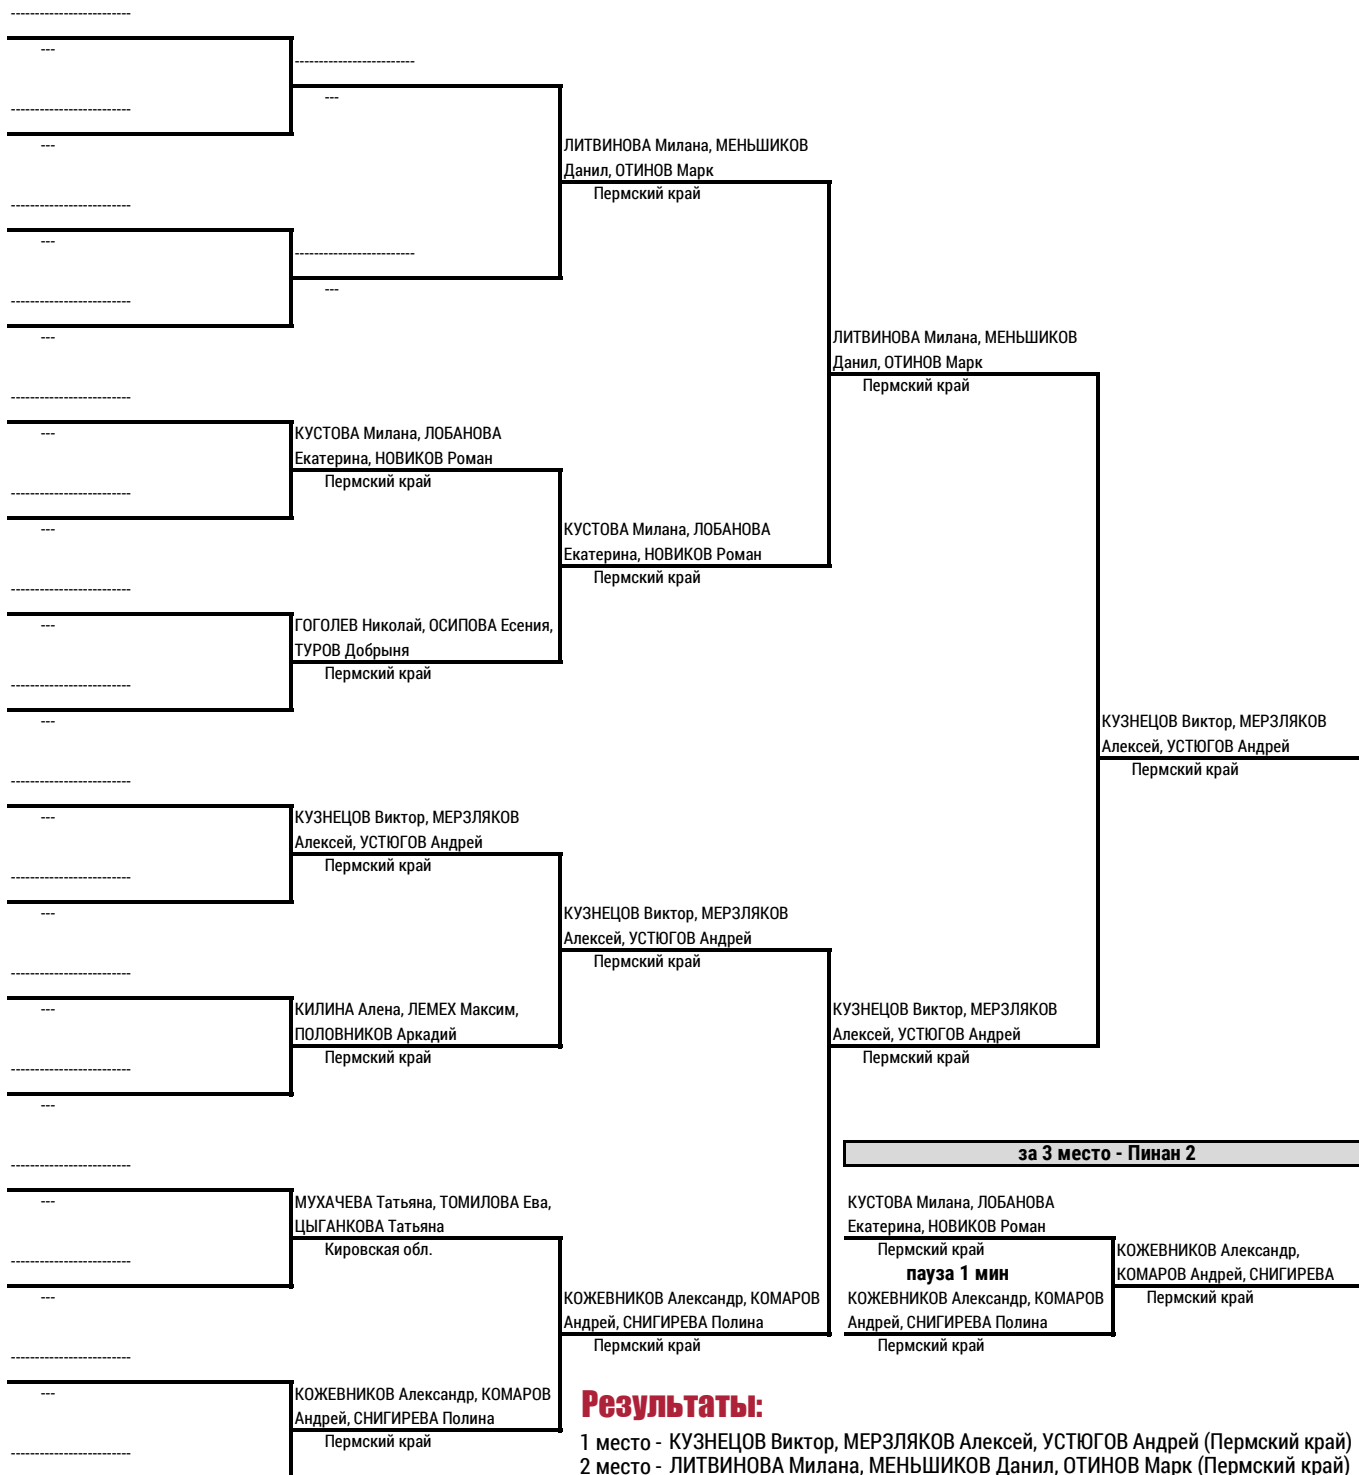 -------------------------
---
-------------------------
---
-------------------------
---
ЛИТВИНОВА Милана, МЕНЬШИКОВ
Данил, ОТИНОВ Марк
Пермский край
-------------------------
---
-------------------------
---
-------------------------
---
ЛИТВИНОВА Милана, МЕНЬШИКОВ
Данил, ОТИНОВ Марк
Пермский край
-------------------------
---
КУСТОВА Милана, ЛОБАНОВА
Екатерина, НОВИКОВ Роман
Пермский край
-------------------------
---
КУСТОВА Милана, ЛОБАНОВА
Екатерина, НОВИКОВ Роман
Пермский край
-------------------------
---
ГОГОЛЕВ Николай, ОСИПОВА Есения,
ТУРОВ Добрыня
Пермский край
-------------------------
---
КУЗНЕЦОВ Виктор, МЕРЗЛЯКОВ
Алексей, УСТЮГОВ Андрей
Пермский край
-------------------------
---
КУЗНЕЦОВ Виктор, МЕРЗЛЯКОВ
Алексей, УСТЮГОВ Андрей
Пермский край
-------------------------
---
КУЗНЕЦОВ Виктор, МЕРЗЛЯКОВ
Алексей, УСТЮГОВ Андрей
Пермский край
-------------------------
---
КИЛИНА Алена, ЛЕМЕХ Максим,
ПОЛОВНИКОВ Аркадий
Пермский край
КУЗНЕЦОВ Виктор, МЕРЗЛЯКОВ
Алексей, УСТЮГОВ Андрей
Пермский край
-------------------------
---
за 3 место - Пинан 2
-------------------------
---
МУХАЧЕВА Татьяна, ТОМИЛОВА Ева,
ЦЫГАНКОВА Татьяна
Кировская обл.
КУСТОВА Милана, ЛОБАНОВА
Екатерина, НОВИКОВ Роман
Пермский край
пауза 1 мин
КОЖЕВНИКОВ Александр, КОМАРОВ
Андрей, СНИГИРЕВА Полина
Пермский край
КОЖЕВНИКОВ Александр,
КОМАРОВ Андрей, СНИГИРЕВА
Пермский край
-------------------------
---
КОЖЕВНИКОВ Александр, КОМАРОВ
Андрей, СНИГИРЕВА Полина
Пермский край
-------------------------
---
КОЖЕВНИКОВ Александр, КОМАРОВ
Андрей, СНИГИРЕВА Полина
Пермский край
-------------------------
Результаты:
1 место - КУЗНЕЦОВ Виктор, МЕРЗЛЯКОВ Алексей, УСТЮГОВ Андрей (Пермский край)
2 место - ЛИТВИНОВА Милана, МЕНЬШИКОВ Данил, ОТИНОВ Марк (Пермский край)